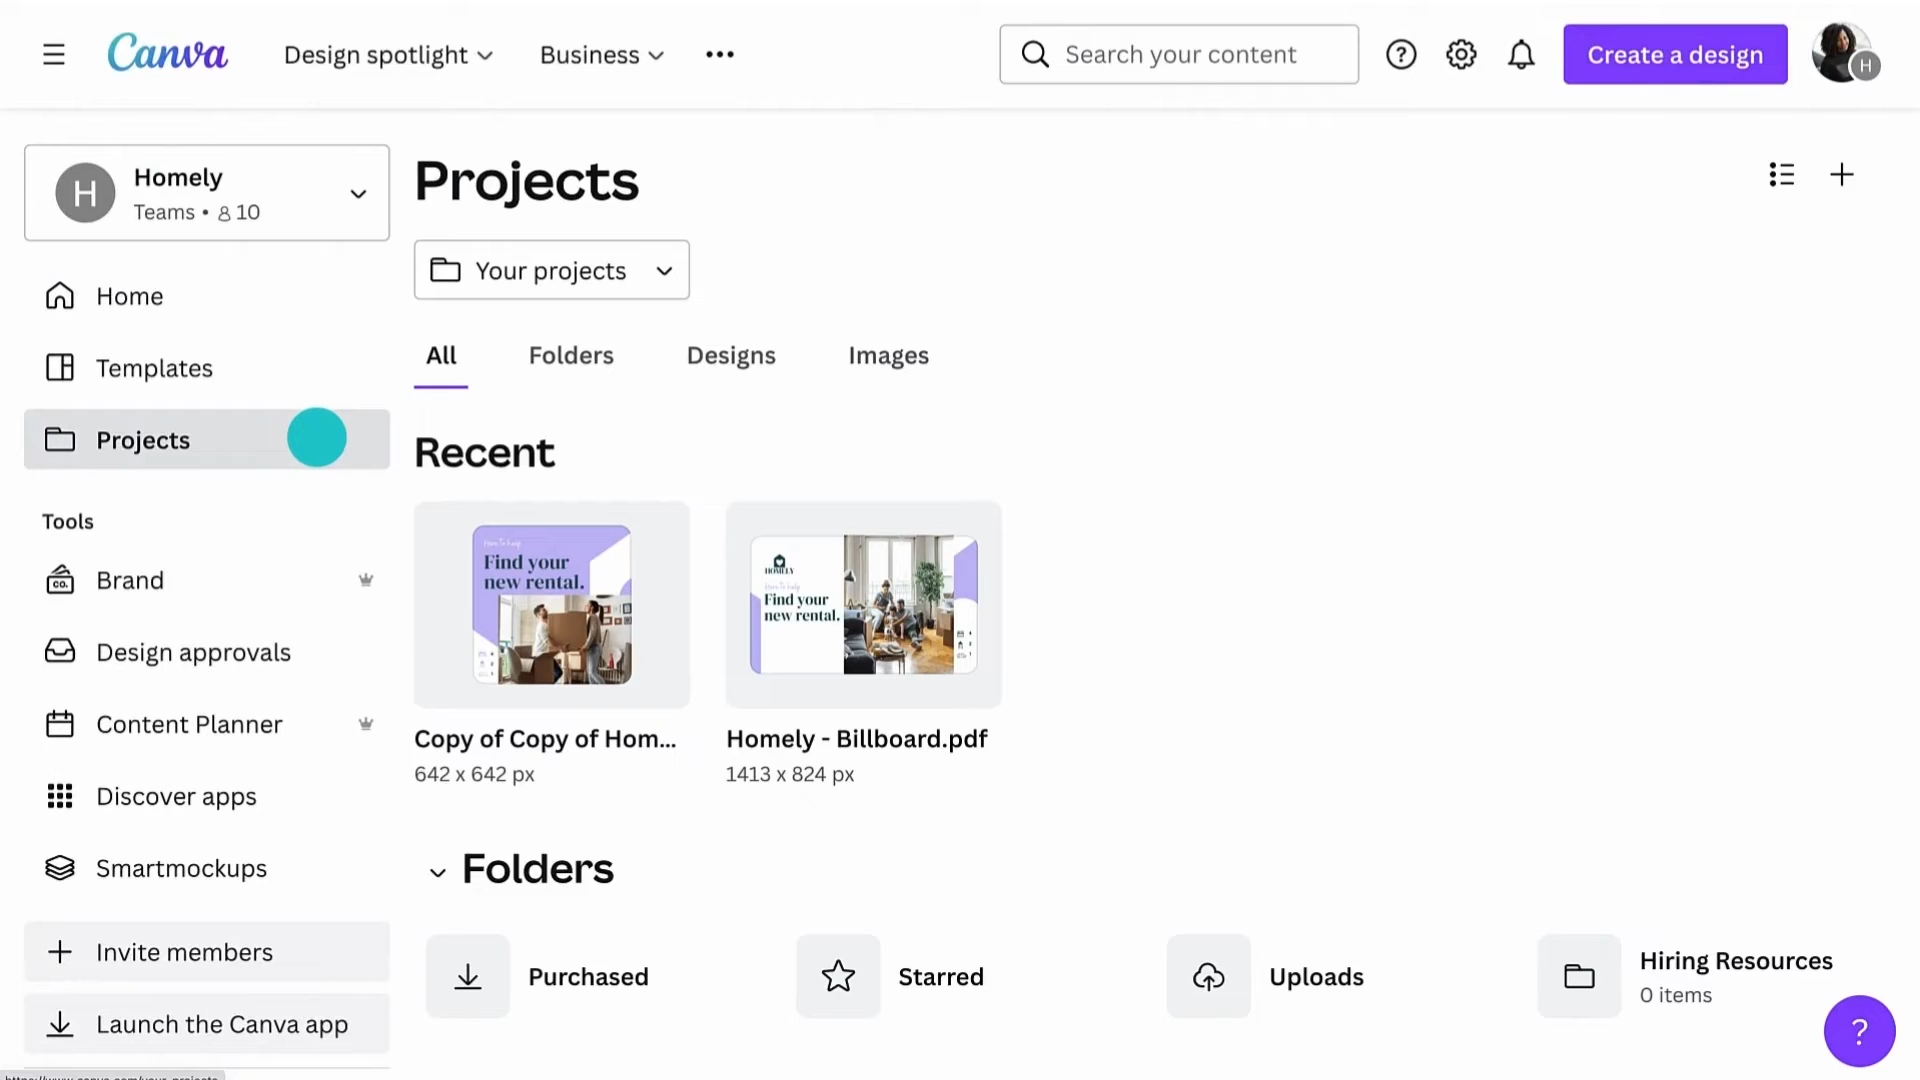 Canva
Design spotlight
Business
Search your content
Create a design
H
H
Homely
Teams • 10
Projects
Your projects
Home
Templates
Projects
All
Folders
Designs
Images
Recent
Tools
Brand
Design approvals
Content Planner
Discover apps
Smartmockups
Find your
new rental.
HOMELY
Find your
new rental.
Copy of Copy of Hom...
642 x 642 px
Homely - Billboard.pdf
1413 x 824 px
Folders
Invite members
Launch the Canva app
Purchased
Starred
Uploads
Hiring Resources
0 items
?